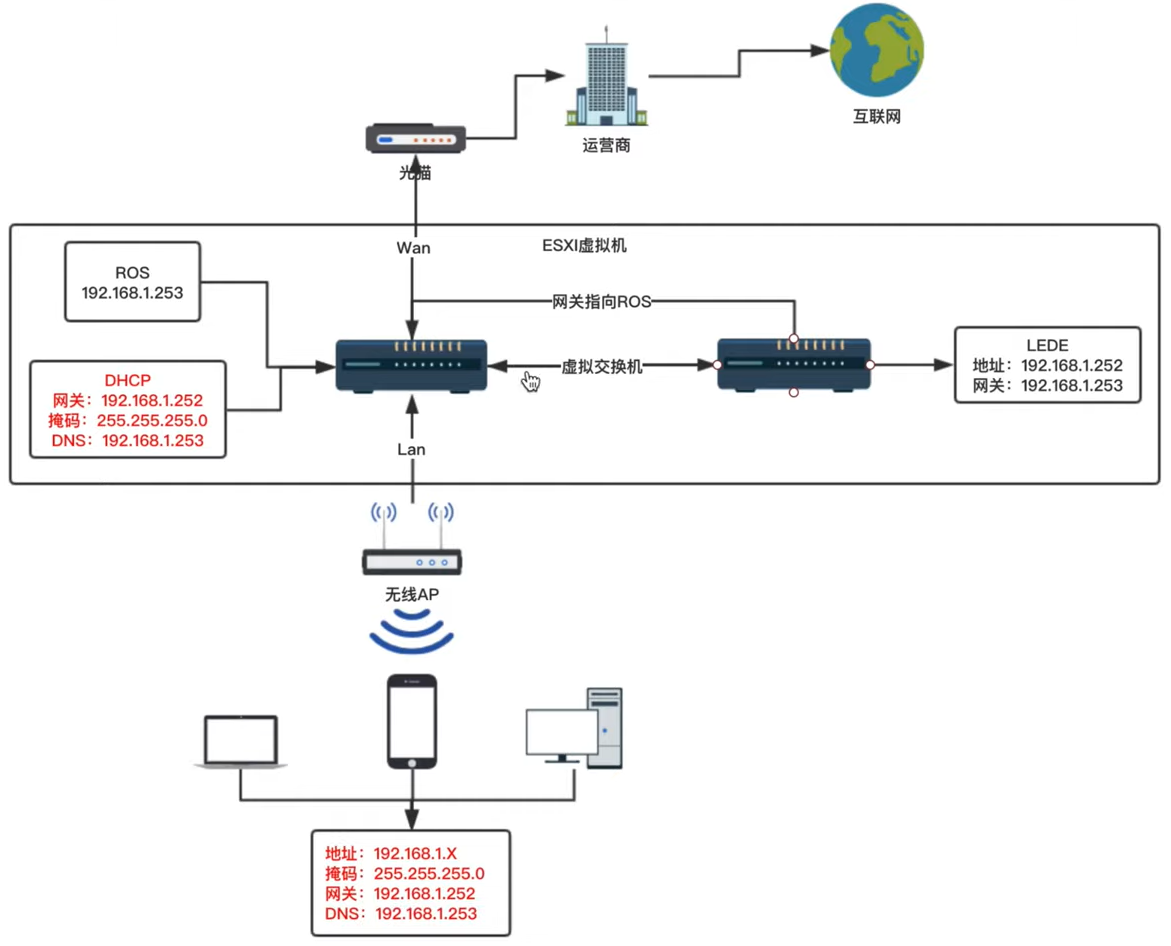 互联网
运营商
光猫
Wan
ESXI虚拟机
ROS
192.168.1.253
网关指向ROS
DHCP
网关：192.168.1.252
掩码：255.255.255.0
DNS：192.168.1.253
虚拟交换机
LEDE
地址：192.168.1.252
网关：192.168.1.253
Lan
无线AP
地址：192.168.1.X
掩码：255.255.255.0
网关：192.168.1.252
DNS：192.168.1.253